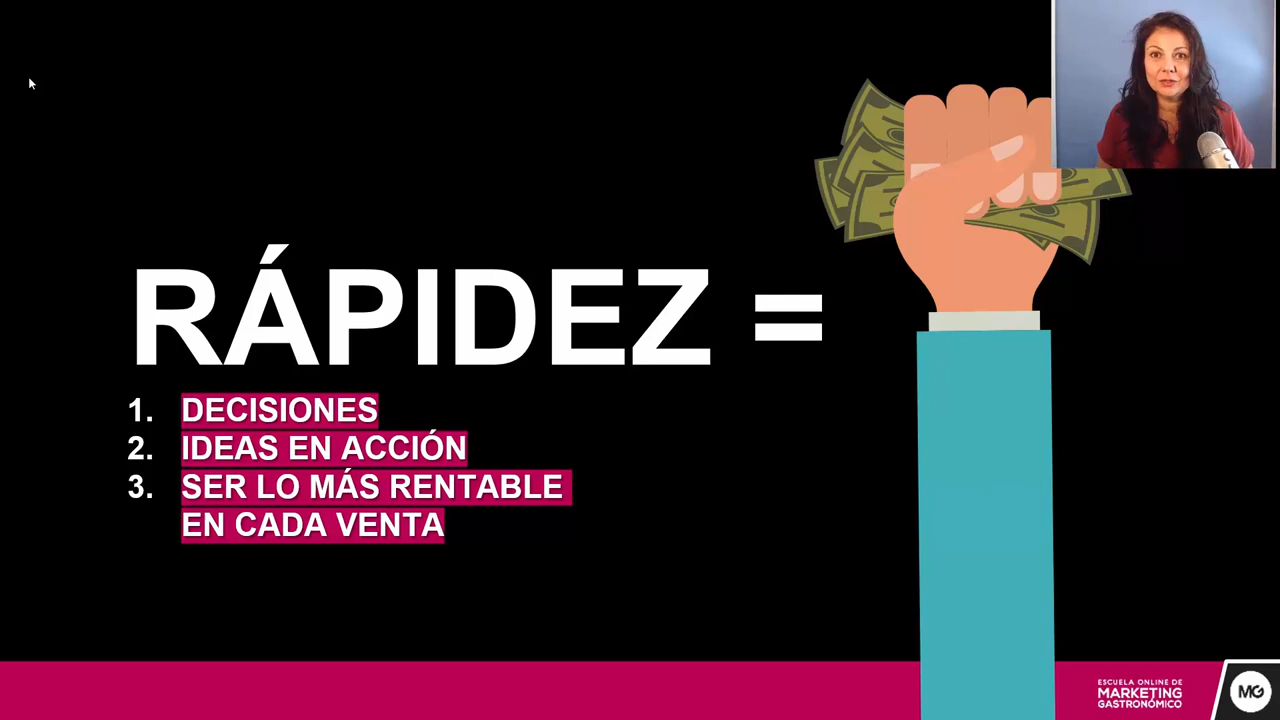 RÁPIDEZ =
1. DECISIONES
2. IDEAS EN ACCIÓN
3. SER LO MÁS RENTABLE
EN CADA VENTA
ESCUELA ONLINE DE
MARKETING
GASTRONÓMICO
MG